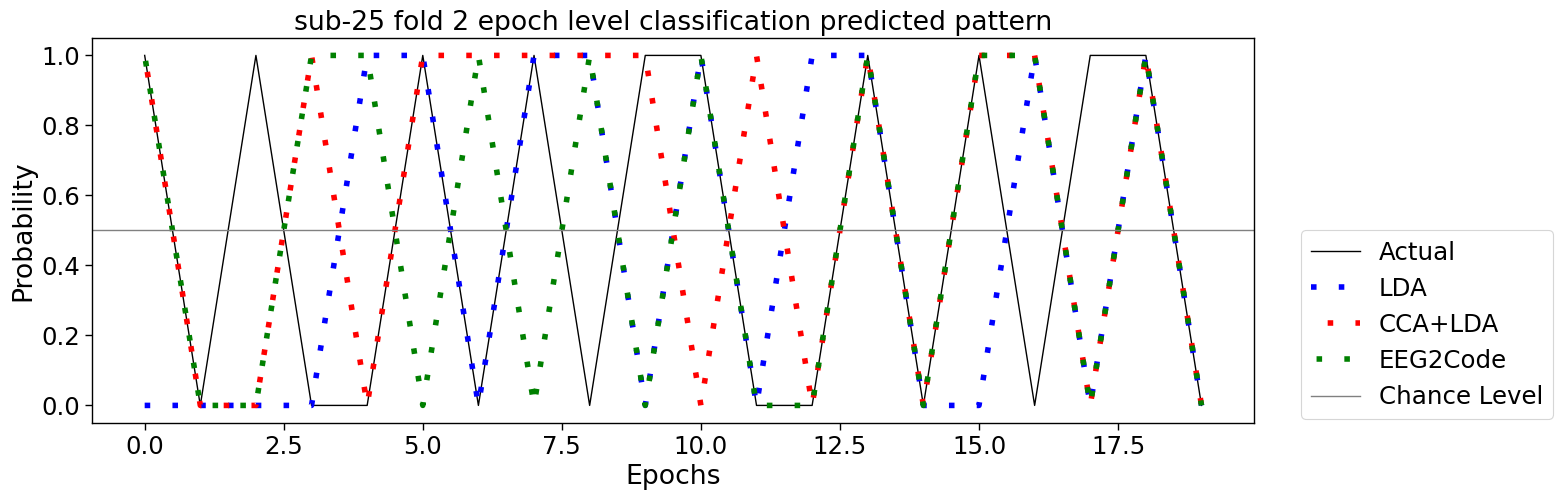 sub-25 fold 2 epoch level classification predicted pattern
Probability
1.0
0.8
0.6
0.4
0.2
0.0
0.0 2.5 5.0 7.5 10.0 12.5 15.0 17.5
Epochs
Actual
LDA
CCA+LDA
EEG2Code
Chance Level